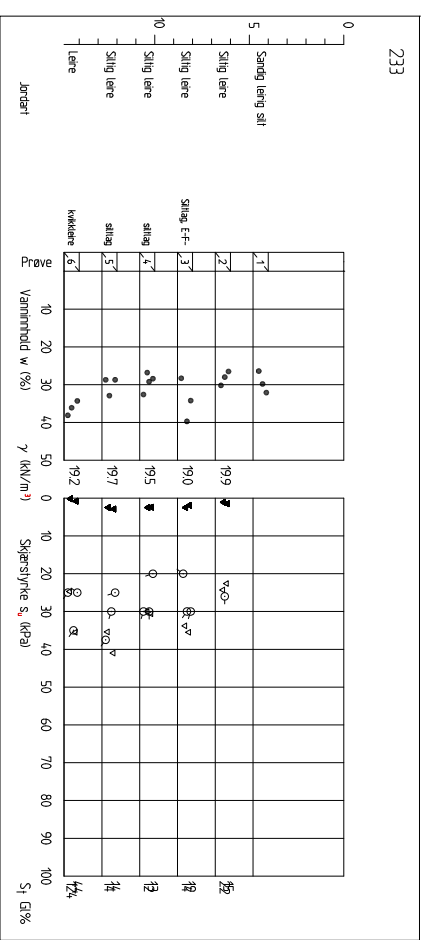 233
0
5
Sandig leirig silt 1
Siltig leire 2 19.9
Siltig leire Siltlag, E-F- 3 19.0
10
Siltig leire siltlag 4 19.5
Siltig leire siltlag 5 19.7
Leire kvikkleire 6 19.2
10 20 30 40 50 0 10 20 30 40 50 60 70 80 90 100
Jordart Prøve Vanninnhold w (%) γ (kN/m³) Skjærstyrke su (kPa) St Gl.%